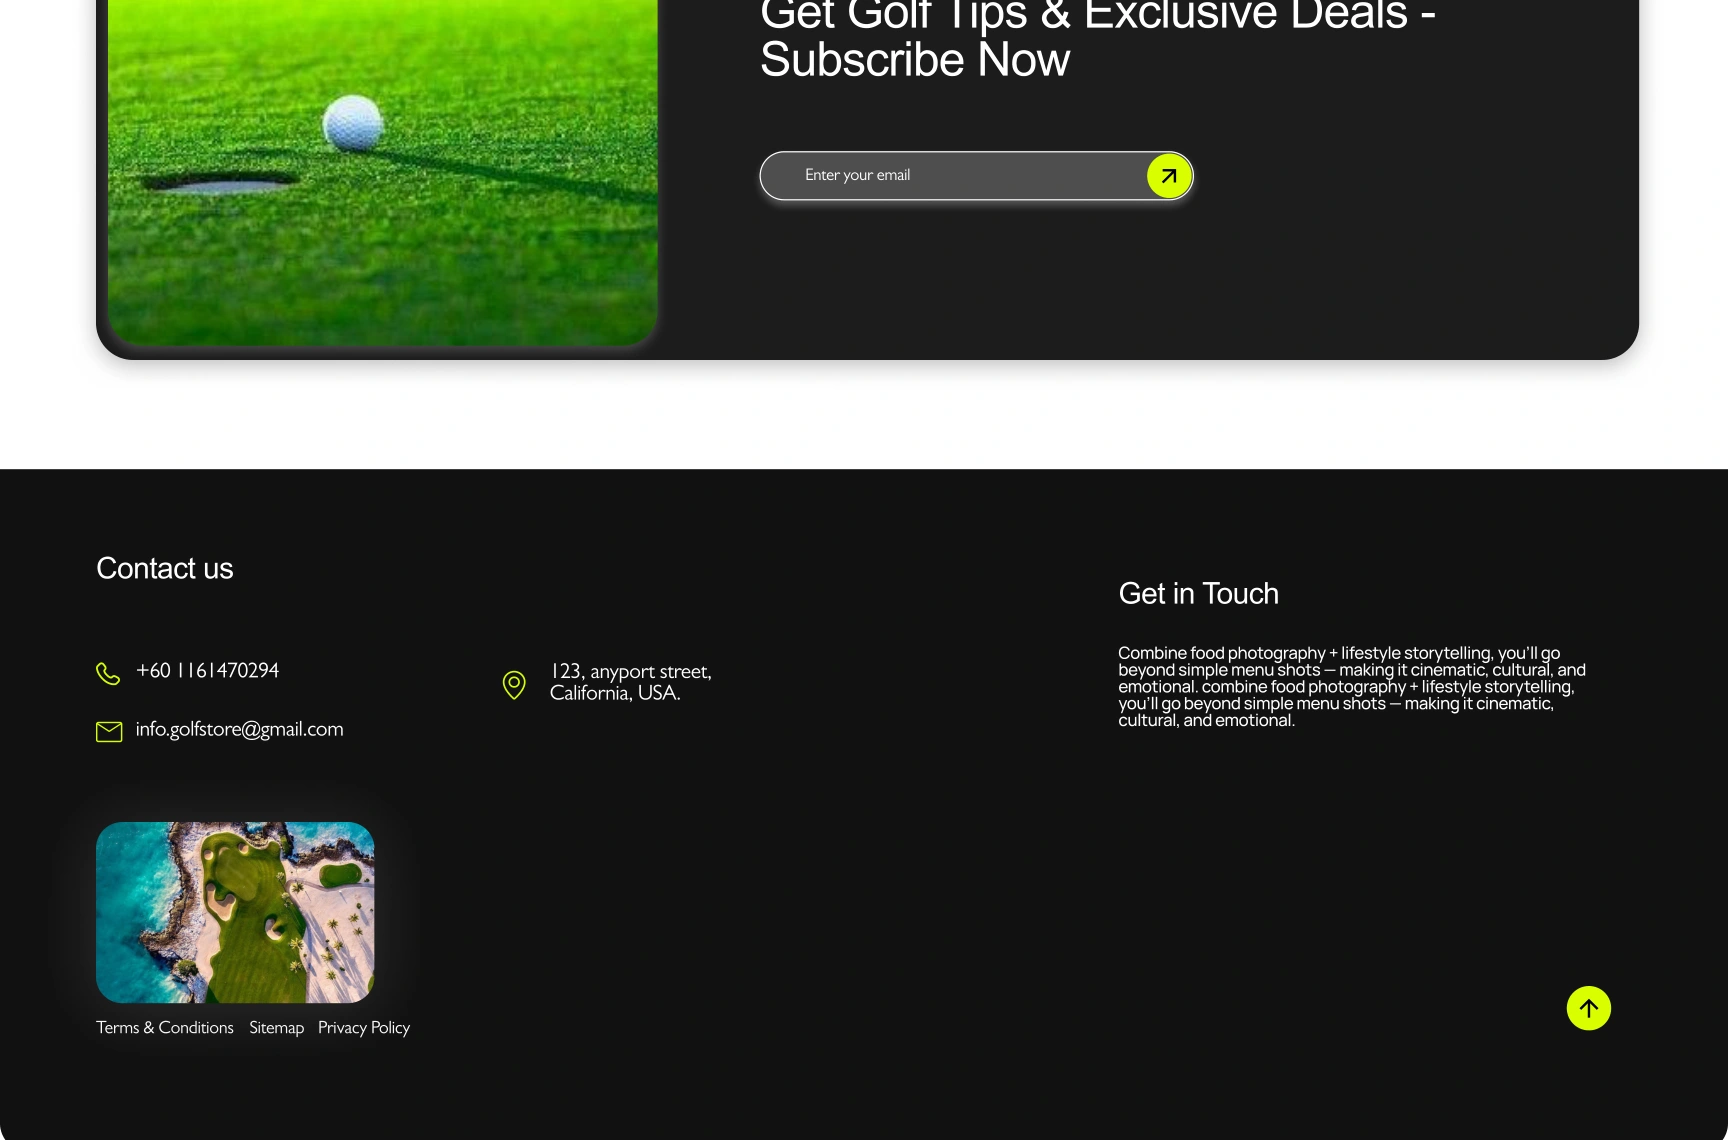 Get Golf Tips & Exclusive Deals -
Subscribe Now
Enter your email
Contact us
+60 1161470294
info.golfstore@gmail.com
123, anyport street,
California, USA.
Get in Touch
Combine food photography + lifestyle storytelling, you'll go
beyond simple menu shots — making it cinematic, cultural, and
emotional. combine food photography + lifestyle storytelling,
you'll go beyond simple menu shots — making it cinematic,
cultural, and emotional.
Terms & Conditions Sitemap Privacy Policy